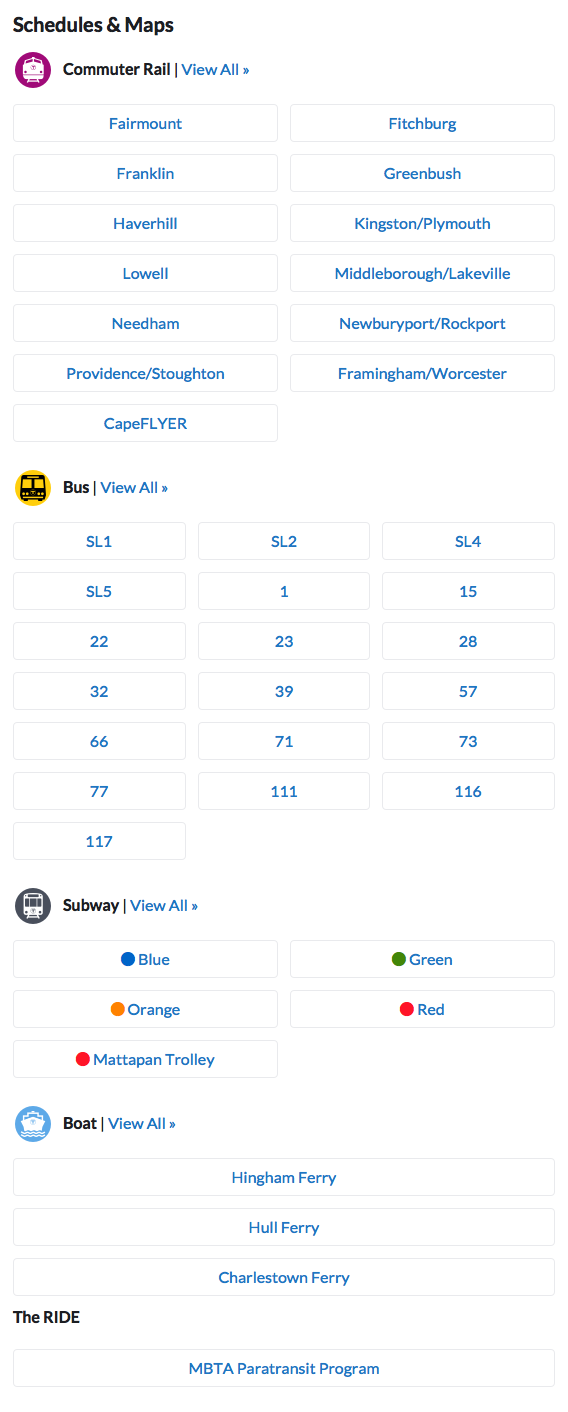 Schedules & Maps
Commuter Rail | View All »
Fairmount Fitchburg
Franklin Greenbush
Haverhill Kingston/Plymouth
Lowell Middleborough/Lakeville
Needham Newburyport/Rockport
Providence/Stoughton Framingham/Worcester
CapeFLYER
Bus | View All »
SL1 SL2 SL4
SL5 1 15
22 23 28
32 39 57
66 71 73
77 111 116
117
Subway | View All »
Blue Green
Orange Red
Mattapan Trolley
Boat | View All »
Hingham Ferry
Hull Ferry
Charlestown Ferry
The RIDE
MBTA Paratransit Program